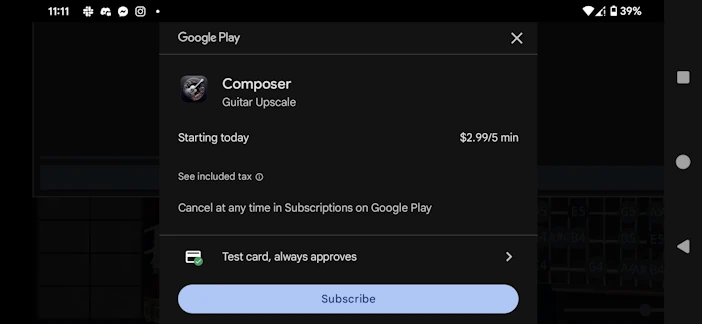 11:11
39%
Google Play
Composer
Guitar Upscale
Starting today $2.99/5 min
See included tax
Cancel at any time in Subscriptions on Google Play
E5
Test card, always approves
Subscribe